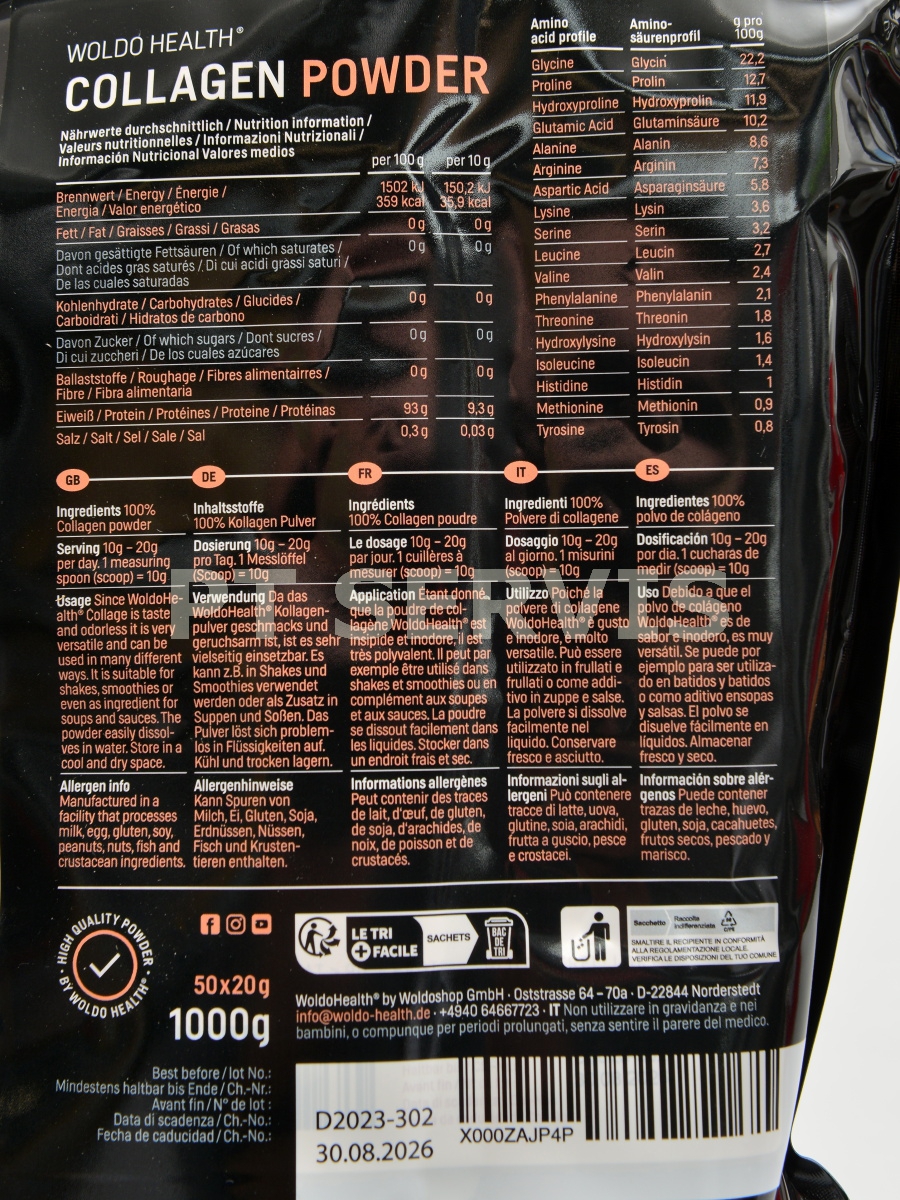 WOLDO HEALTH®
COLLAGEN POWDER
Nährwerte durchschnittlich / Nutrition information /
Valeurs nutritionnelles / Informazioni Nutrizionali /
Información Nutricional Valores medios
per 100 g per 10 g
Brennwert / Energy / Énergie / 1502 kJ 150,2 kJ
Energia / Valor energético 359 kcal 35,9 kcal
Fett / Fat / Graisses / Grassi / Grasas 0 g 0 g
Davon gesättigte Fettsäuren / Of which saturates / 0 g 0 g
Dont acides gras saturés / Di cui acidi grassi saturi /
De las cuales saturadas
Kohlenhydrate / Carbohydrates / Glucides / 0 g 0 g
Carboidrati / Hidratos de carbono
Davon Zucker / Of which sugars / Dont sucres / 0 g 0 g
Di cui zuccheri / De los cuales azúcares
Ballaststoffe / Roughage / Fibres alimentairres / 0 g 0 g
Fibre / Fibra alimentaria
Eiweiß / Protein / Protéines / Proteine / Proteínas 93 g 9,3 g
Salz / Salt / Sel / Sale / Sal 0,3 g 0,03 g
Amino Amino- g pro
acid profile säurenprofil 100g
Glycine Glycin 22,2
Proline Prolin 12,7
Hydroxyproline Hydroxyprolin 11,9
Glutamic Acid Glutaminsäure 10,2
Alanine Alanin 8,6
Arginine Arginin 7,3
Aspartic Acid Asparaginsäure 5,8
Lysine Lysin 3,6
Serine Serin 3,2
Leucine Leucin 2,7
Valine Valin 2,4
Phenylalanine Phenylalanin 2,1
Threonine Threonin 1,8
Hydroxylysine Hydroxylysin 1,6
Isoleucine Isoleucin 1,4
Histidine Histidin 1
Methionine Methionin 0,9
Tyrosine Tyrosin 0,8
GB
Ingredients 100%
Collagen powder
Serving 10g – 20g
per day. 1 measuring
spoon (scoop) = 10g
Usage Since WoldoHe-
alth® Collage is taste
and odorless it is very
versatile and can be
used in many different
ways. It is suitable for
shakes, smoothies or
even as ingredient for
soups and sauces. The
powder easily dissol-
ves in water. Store in a
cool and dry space.
Allergen info
Manufactured in a
facility that processes
milk, egg, gluten, soy,
peanuts, nuts, fish and
crustacean ingredients.
DE
Inhaltsstoffe
100% Kollagen Pulver
Dosierung 10g – 20g
pro Tag. 1 Messlöffel
(Scoop) = 10g
Verwendung Da das
WoldoHealth® Kollagen-
pulver geschmacks und
geruchsarm ist, ist es sehr
vielseitig einsetzbar. Es
kann z.B. in Shakes und
Smoothies verwendet
werden oder als Zusatz in
Suppen und Soßen. Das
Pulver löst sich problem-
los in Flüssigkeiten auf.
Kühl und trocken lagern.
Allergenhinweise
Kann Spuren von
Milch, Ei, Gluten, Soja,
Erdnüssen, Nüssen,
Fisch und Krusten-
tieren enthalten.
FR
Ingrédients
100% Collagen poudre
Le dosage 10g – 20g
par jour. 1 cuillères à
mesurer (scoop) = 10g
Application Étant donné
que la poudre de col-
lagène WoldoHealth® est
insipide et inodore, il est
très polyvalent. Il peut par
exemple être utilisé dans
shakes et smoothies ou en
complément aux soupes
et aux sauces. La poudre
se dissout facilement dans
les liquides. Stocker dans
un endroit frais et sec.
Informations allergènes
Peut contenir des traces
de lait, d'œuf, de gluten,
de soja, d'arachides, de
noix, de poisson et de
crustacés.
IT
Ingredienti 100%
Polvere di collagene
Dosaggio 10g – 20g
al giorno. 1 misurini
(scoop) = 10g
Utilizzo Poiché la
polvere di collagene
WoldoHealth® è gusto
e inodore, è molto
versatile. Può essere
utilizzato in frullati e
frullati o come addi-
tivo in zuppe e salse.
La polvere si dissolve
facilmente nel
liquido. Conservare
fresco e asciutto.
Informazioni sugli al-
lergeni Può contenere
tracce di latte, uova,
glutine, soia, arachidi,
frutta a guscio, pesce
e crostacei.
ES
Ingredientes 100%
polvo de colágeno
Dosificación 10g – 20g
por dia. 1 cucharas de
medir (scoop) = 10g
Uso Debido a que el
polvo de colágeno
WoldoHealth® es de
sabor e inodoro, es muy
versátil. Se puede por
ejemplo para ser utiliza-
do en batidos y batidos
o como aditivo ensopas
y salsas. El polvo se
disuelve fácilmente en
líquidos. Almacenar
fresco y seco.
Información sobre alér-
genos Puede contener
trazas de leche, huevo,
gluten, soja, cacahuetes,
frutos secos, pescado y
marisco.
FT SERVIS
HIGH QUALITY POWDER
· BY WOLDO HEALTH® ·
50x20g
1000g
LE TRI
+ FACILE
SACHETS
BAC
DE
TRI
Sacchetto Raccolte
indifferenziate
C/PE
SMALTIRE IL RECIPIENTE IN CONFORMITÀ
ALLA REGOLAMENTAZIONE LOCALE.
VERIFICA LE DISPOSIZIONI DEL TUO COMUNE
WoldoHealth® by Woldoshop GmbH · Oststrasse 64 – 70a · D-22844 Norderstedt
info@woldo-health.de · +4940 64667723 · IT Non utilizzare in gravidanza e nei
bambini, o compunque per periodi prolungati, senza sentire il parere del medico.
Best before / lot No.:
Mindestens haltbar bis Ende / Ch.-Nr.:
Avant fin / N° de lot :
Data di scadenza / Ch.-No.:
Fecha de caducidad / Ch.-No.:
D2023-302
30.08.2026
X000ZAJP4P